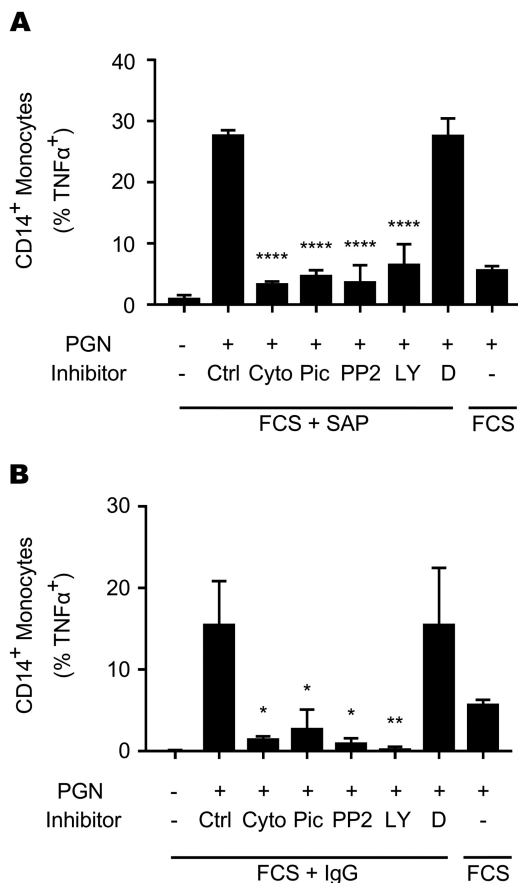 A
CD14⁺ Monocytes
(% TNFα⁺)
40
30
20
10
0
**** **** **** ****
PGN - + + + + + + +
Inhibitor - Ctrl Cyto Pic PP2 LY D -
FCS + SAP FCS
B
CD14⁺ Monocytes
(% TNFα⁺)
30
20
10
0
* * * **
PGN - + + + + + + +
Inhibitor - Ctrl Cyto Pic PP2 LY D -
FCS + IgG FCS